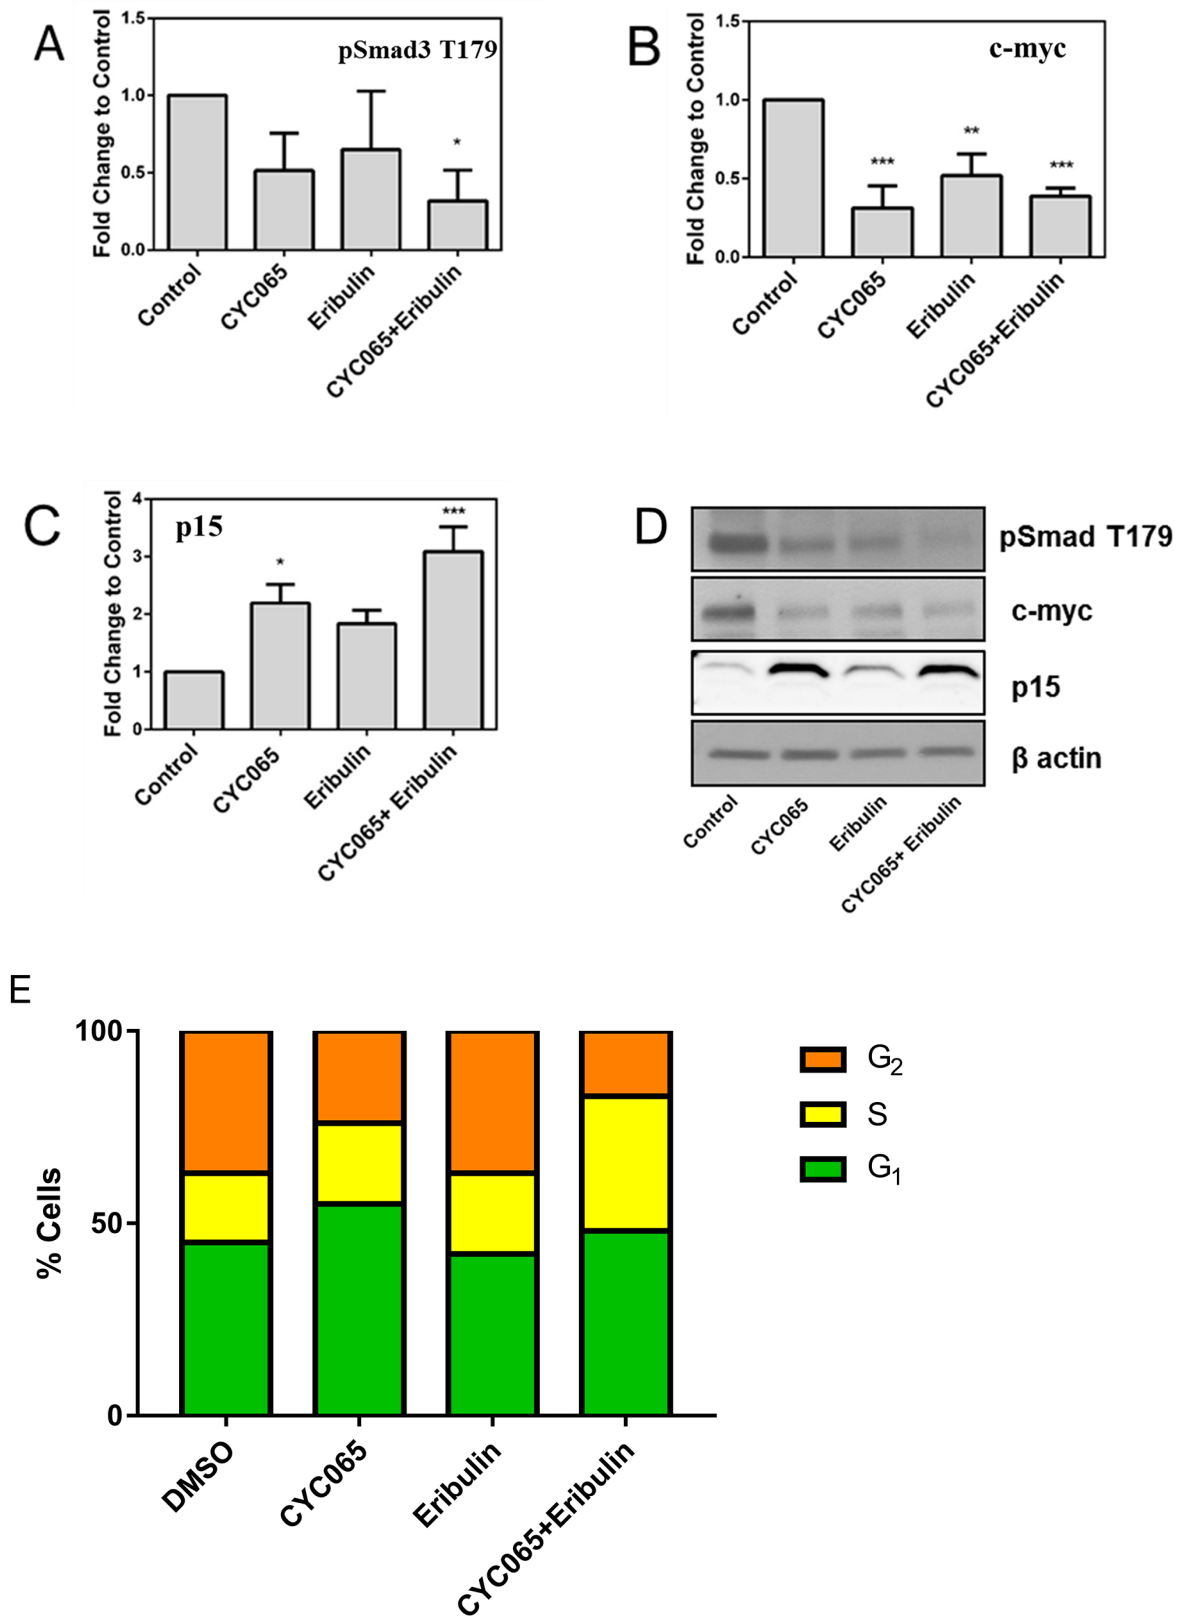 A
pSmad3 T179
Fold Change to Control
1.5
1.0
0.5
0.0
Control
CYC065
Eribulin
CYC065+Eribulin
*
B
c-myc
Fold Change to Control
1.5
1.0
0.5
0.0
***
**
***
Control
CYC065
Eribulin
CYC065+Eribulin
C
p15
Fold Change to Control
4
3
2
1
0
*
***
Control
CYC065
Eribulin
CYC065+ Eribulin
D
pSmad T179
c-myc
p15
β actin
Control
CYC065
Eribulin
CYC065+ Eribulin
E
% Cells
100
50
0
DMSO
CYC065
Eribulin
CYC065+Eribulin
G₂
S
G₁